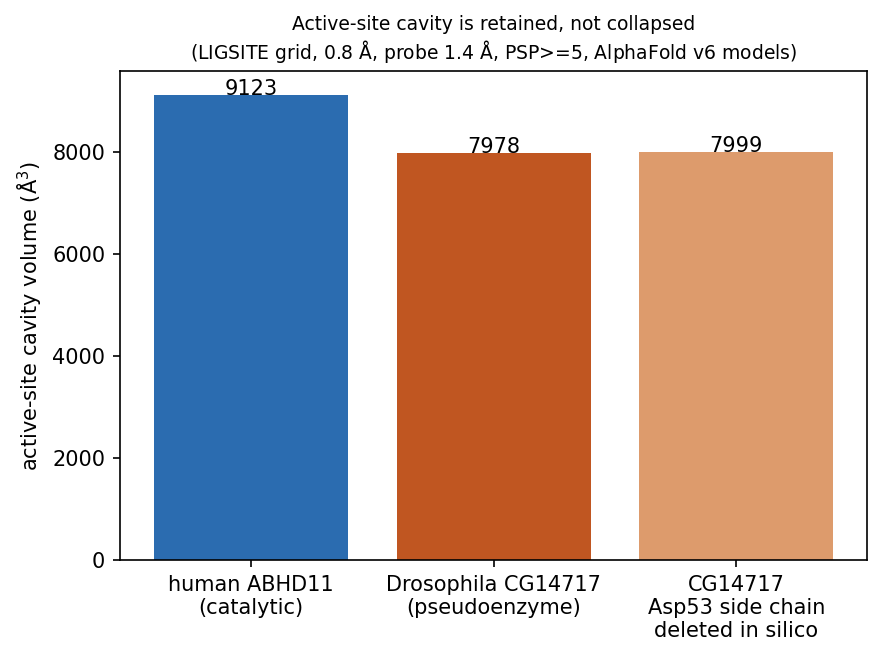 Active-site cavity is retained, not collapsed
(LIGSITE grid, 0.8 Å, probe 1.4 Å, PSP>=5, AlphaFold v6 models)
active-site cavity volume (Å³)
8000
6000
4000
2000
0
9123
7978
7999
human ABHD11
(catalytic)
Drosophila CG14717
(pseudoenzyme)
CG14717
Asp53 side chain
deleted in silico